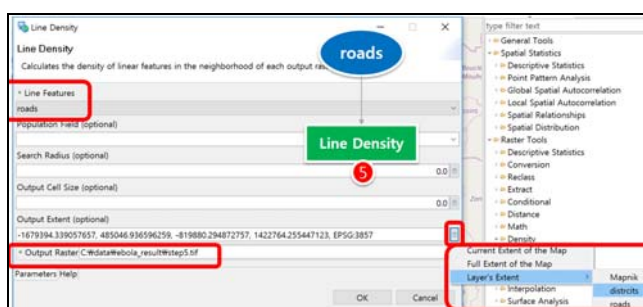 Line Density
Line Density
Calculates the density of linear features in the neighborhood of each output ra
roads
* Line Features
roads
Population Field (optional)
Line Density
5
Search Radius (optional)
0.0
Output Cell Size (optional)
0.0
Output Extent (optional)
-1679394.339057657, 485046.936596259, -819880.294872757, 1422764.255447123, EPSG:3857
* Output Raster C:₩data₩ebola_result₩step5.tif
Parameters Help
OK
Cancel
type filter text
General Tools
Spatial Statistics
Descriptive Statistics
Point Pattern Analysis
Global Spatial Autocorrelation
Local Spatial Autocorrelation
Spatial Relationships
Spatial Distribution
Raster Tools
Descriptive Statistics
Conversion
Reclass
Extract
Conditional
Distance
Math
Density
Current Extent of the Map
Full Extent of the Map
Layer's Extent
Mapnik
distrcits
roads
Interpolation
Surface Analysis